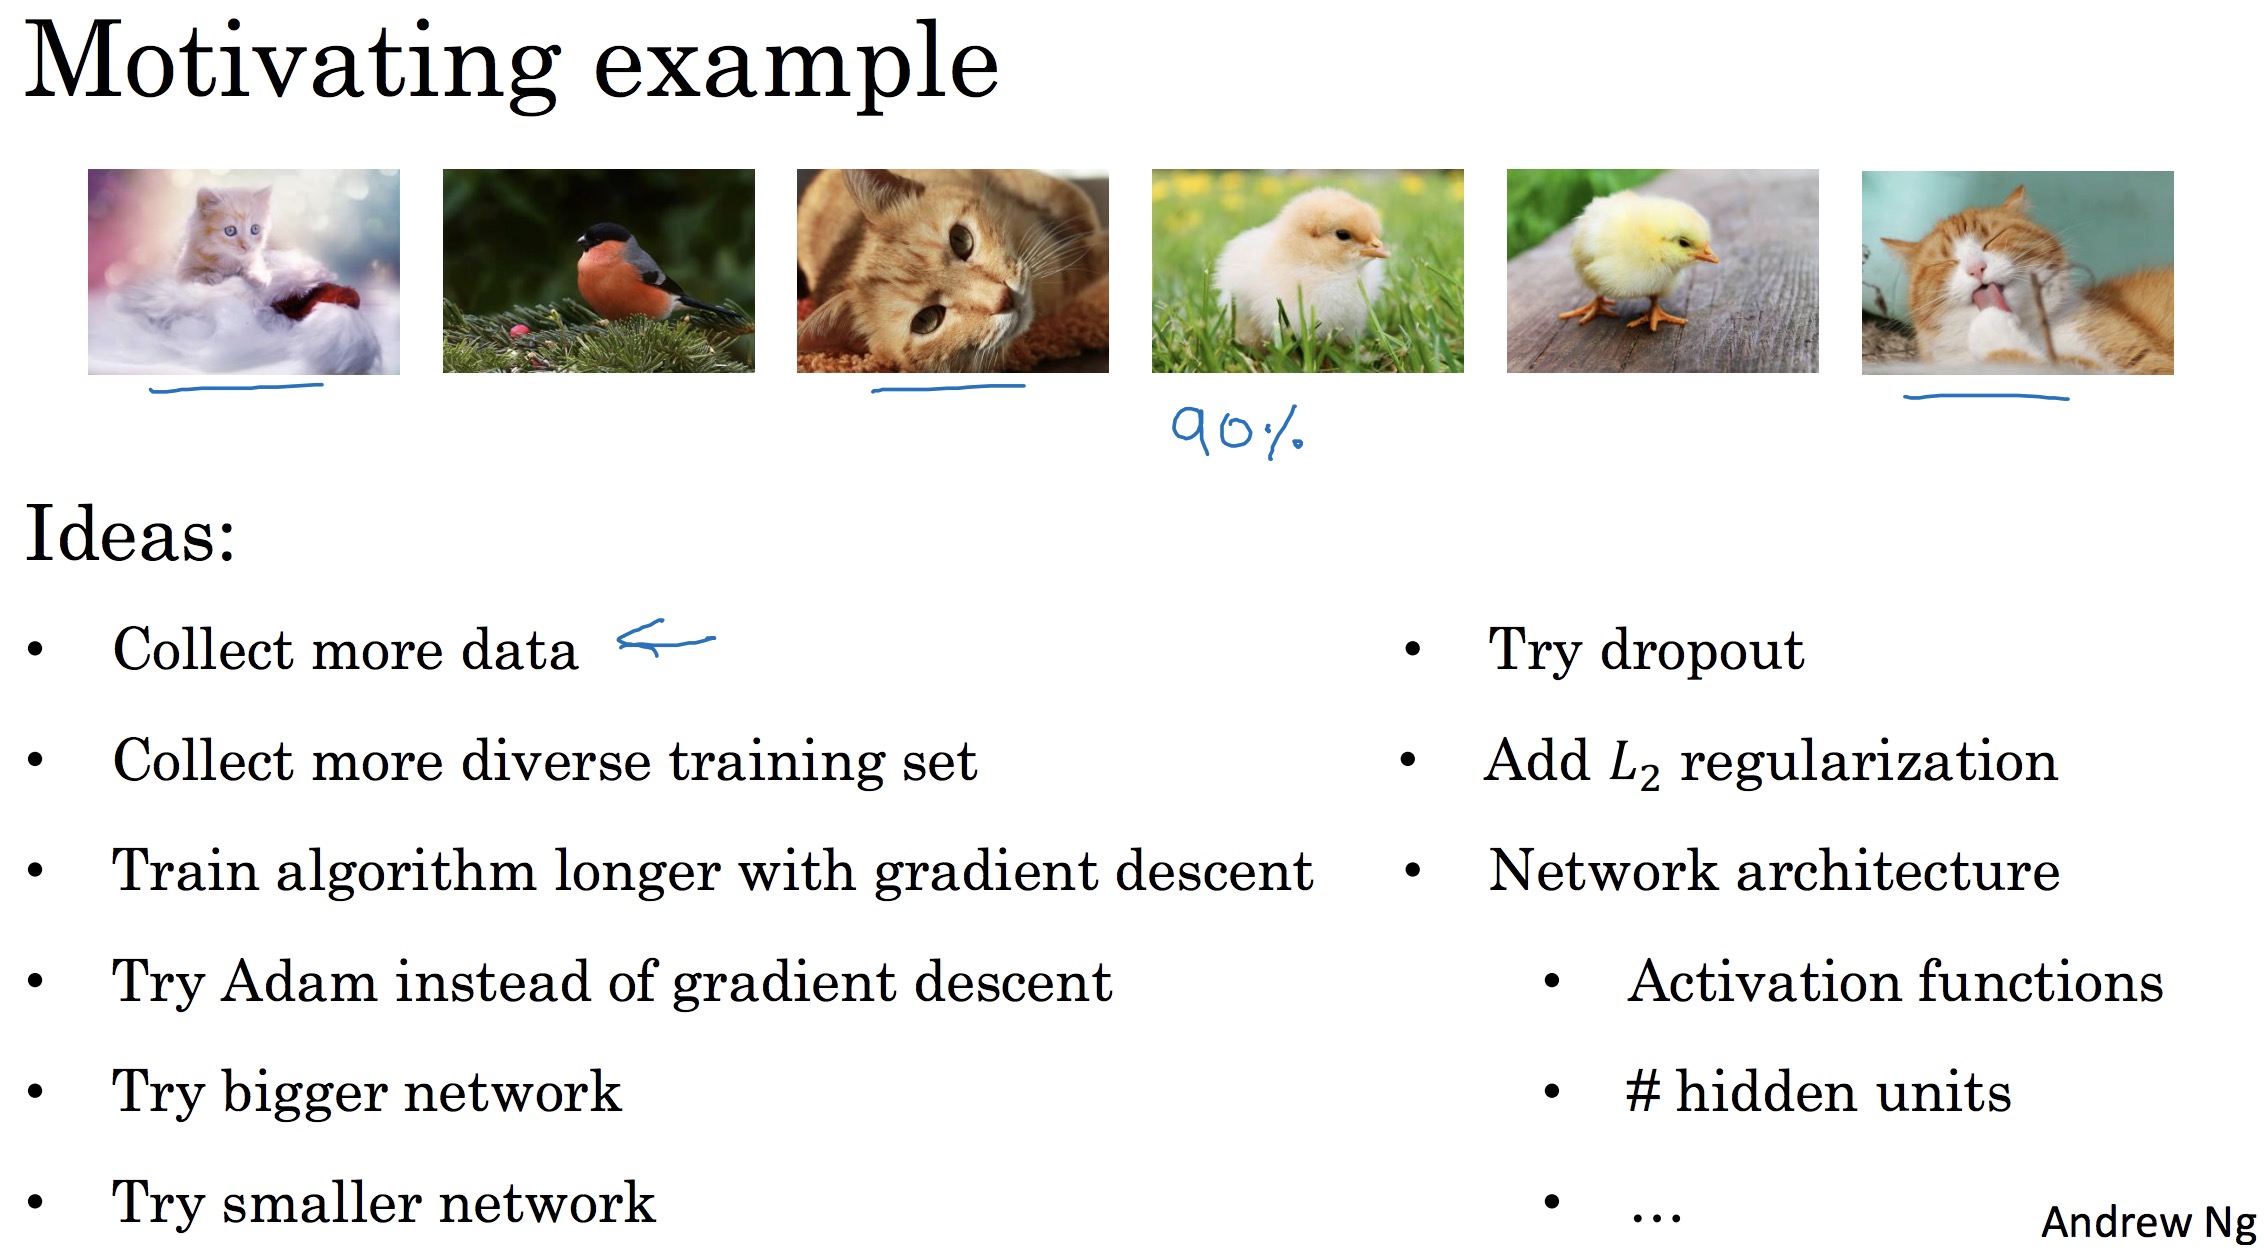 Motivating example
90%
Ideas:
• Collect more data
• Collect more diverse training set
• Train algorithm longer with gradient descent
• Try Adam instead of gradient descent
• Try bigger network
• Try smaller network
• Try dropout
• Add L₂ regularization
• Network architecture
• Activation functions
• # hidden units
• ...
Andrew Ng